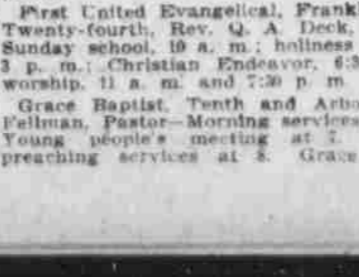 First United Evangelical, Frank
Twenty-fourth, Rev. Q. A. Deck,
Sunday school, 10 a. m.; holiness
3 p. m.; Christian Endeavor, 6:3
worship, 11 a. m. and 7:30 p. m.
Grace Baptist, Tenth and Arbu
Fellman, Pastor—Morning services
Young people's meeting at 7.
preaching services at 8. Grace